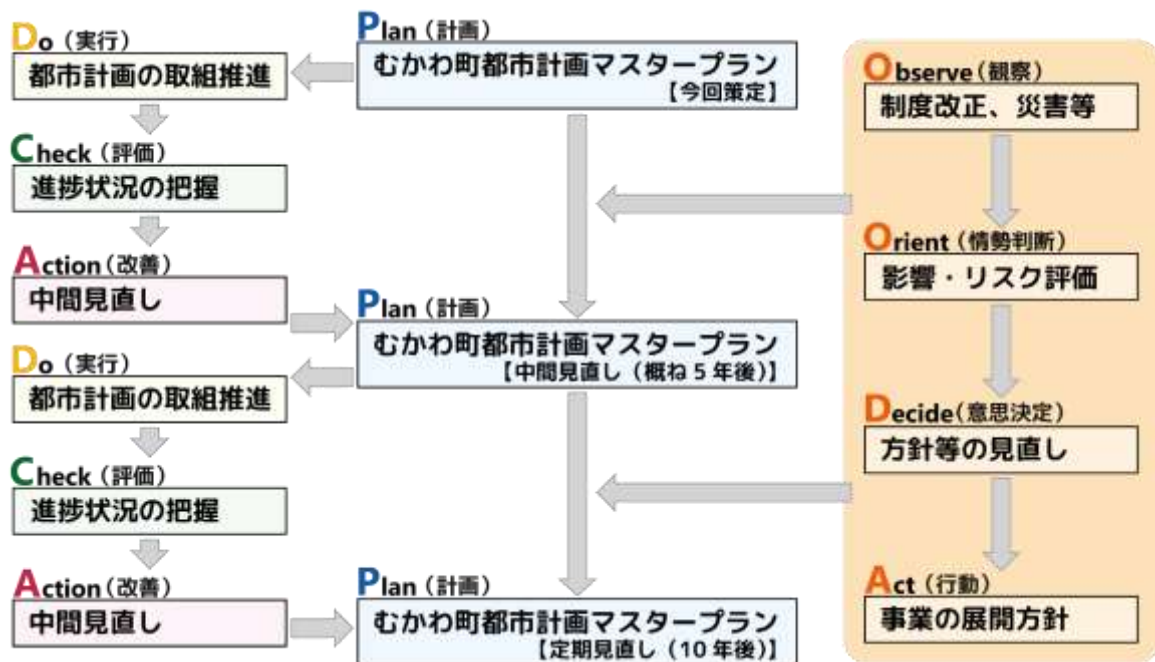 Do（実行）
都市計画の取組推進
Check（評価）
進捗状況の把握
Action（改善）
中間見直し
Do（実行）
都市計画の取組推進
Check（評価）
進捗状況の把握
Action（改善）
中間見直し
Plan（計画）
むかわ町都市計画マスタープラン
【今回策定】
Plan（計画）
むかわ町都市計画マスタープラン
【中間見直し（概ね5年後）】
Plan（計画）
むかわ町都市計画マスタープラン
【定期見直し（10年後）】
Observe（観察）
制度改正、災害等
Orient（情勢判断）
影響・リスク評価
Decide（意思決定）
方針等の見直し
Act（行動）
事業の展開方針